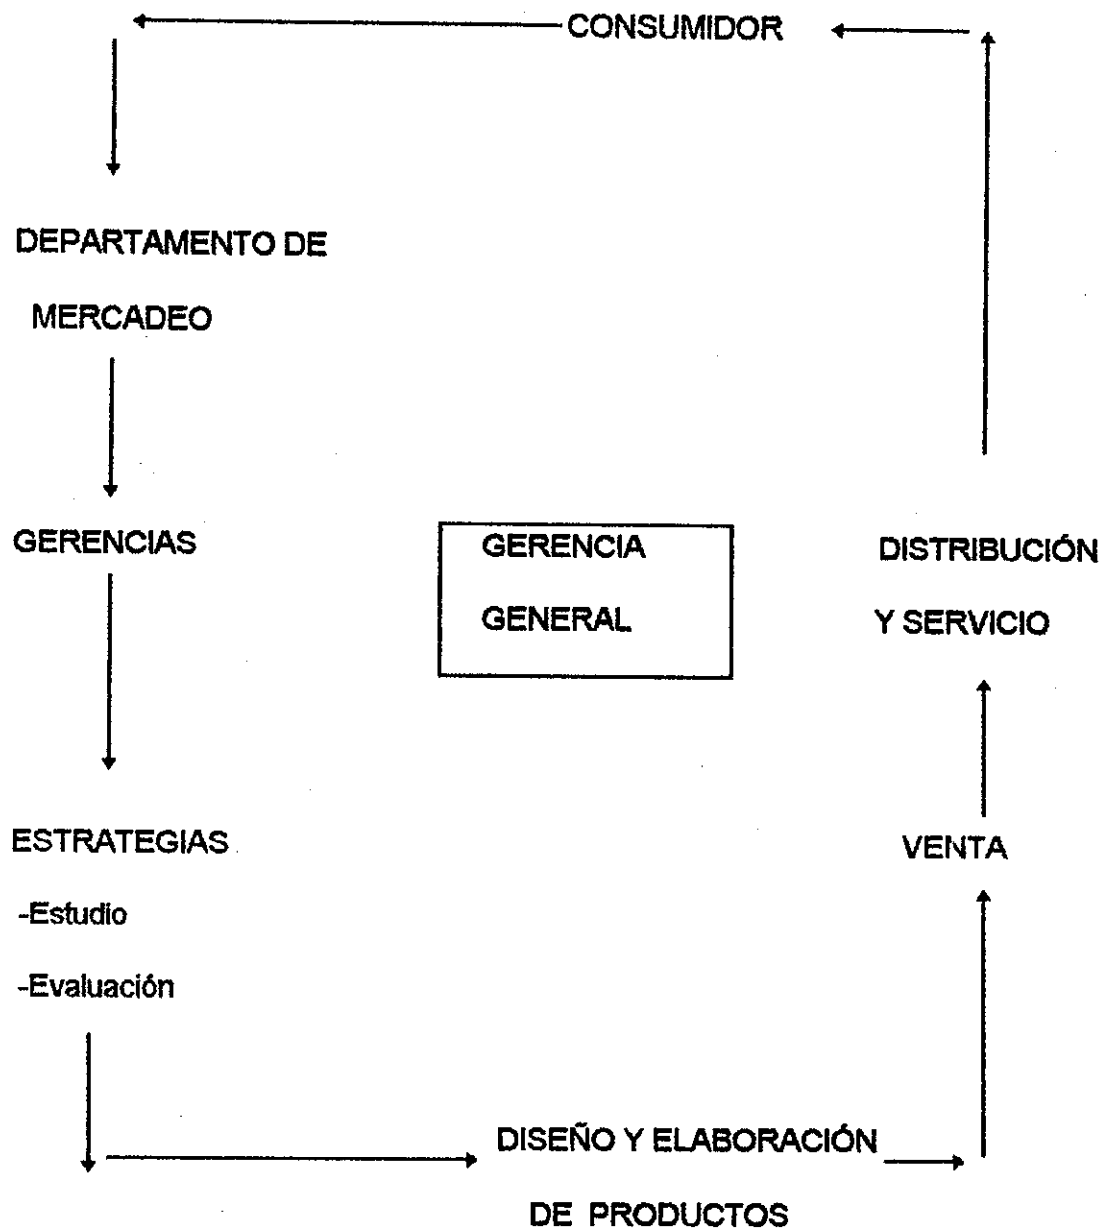 CONSUMIDOR
DEPARTAMENTO DE
MERCADEO
GERENCIAS
GERENCIA
GENERAL
DISTRIBUCIÓN
Y SERVICIO
ESTRATEGIAS
-Estudio
-Evaluación
VENTA
DISEÑO Y ELABORACIÓN
DE PRODUCTOS